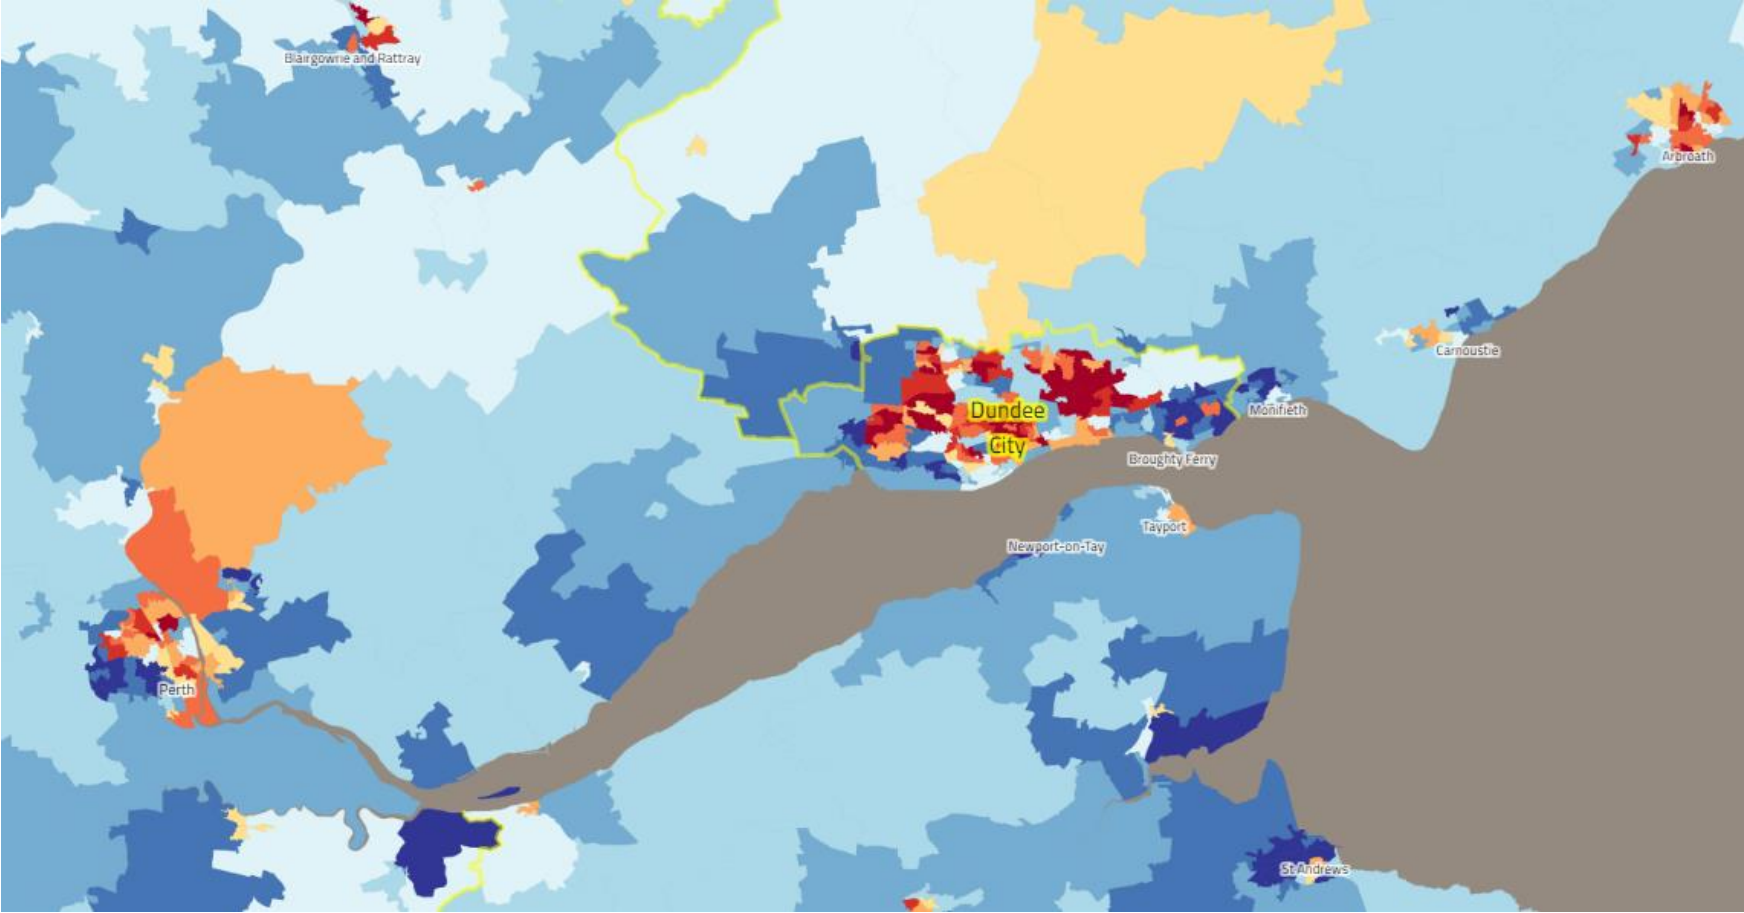 Blairgowrie and Rattray
Arbroath
Carnoustie
Dundee
City
Monifieth
Broughty Ferry
Tayport
Newport-on-Tay
Perth
St Andrews